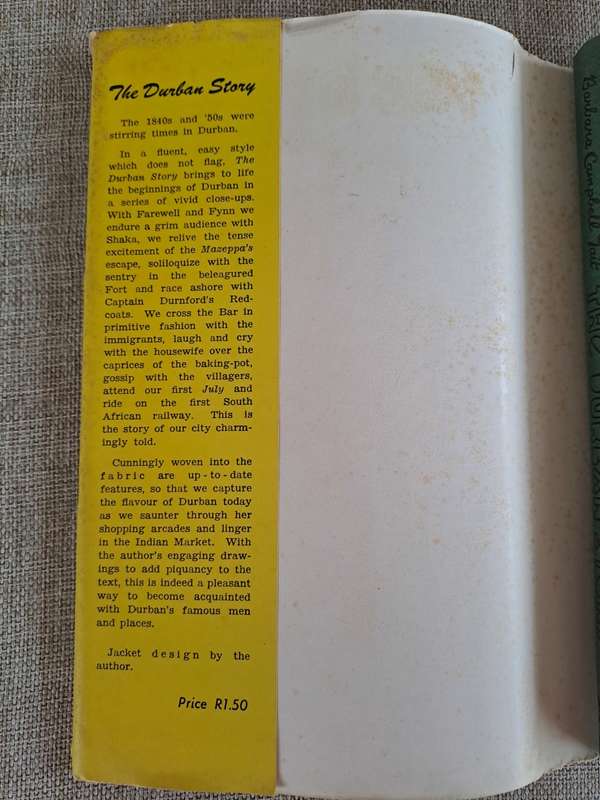 The Durban Story
The 1840s and '50s were
stirring times in Durban.
In a fluent, easy style
which does not flag, The
Durban Story brings to life
the beginnings of Durban in
a series of vivid close-ups.
With Farewell and Fynn we
endure a grim audience with
Shaka, we relive the tense
excitement of the Mazeppa's
escape, soliloquize with the
sentry in the beleagured
Fort and race ashore with
Captain Durnford's Red-
coats. We cross the Bar in
primitive fashion with the
immigrants, laugh and cry
with the housewife over the
caprices of the baking-pot,
gossip with the villagers,
attend our first July and
ride on the first South
African railway. This is
the story of our city charm-
ingly told.
Cunningly woven into the
fabric are up-to-date
features, so that we capture
the flavour of Durban today
as we saunter through her
shopping arcades and linger
in the Indian Market. With
the author's engaging draw-
ings to add piquancy to the
text, this is indeed a pleasant
way to become acquainted
with Durban's famous men
and places.
Jacket design by the
author.
Price R1.50
Barbara Campbell Tait